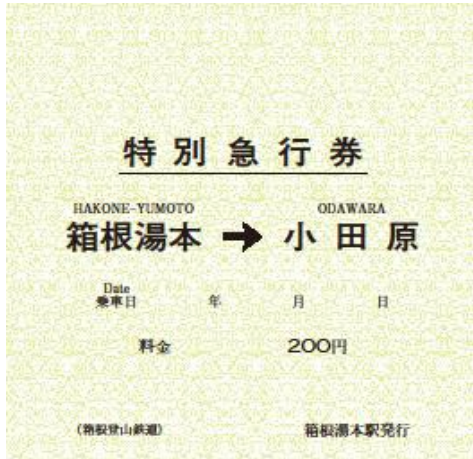 特別急行券
HAKONE-YUMOTO ODAWARA
箱根湯本 → 小田原
Date
乗車日 年 月 日
料金 200円
(箱根登山鉄道) 箱根湯本駅発行